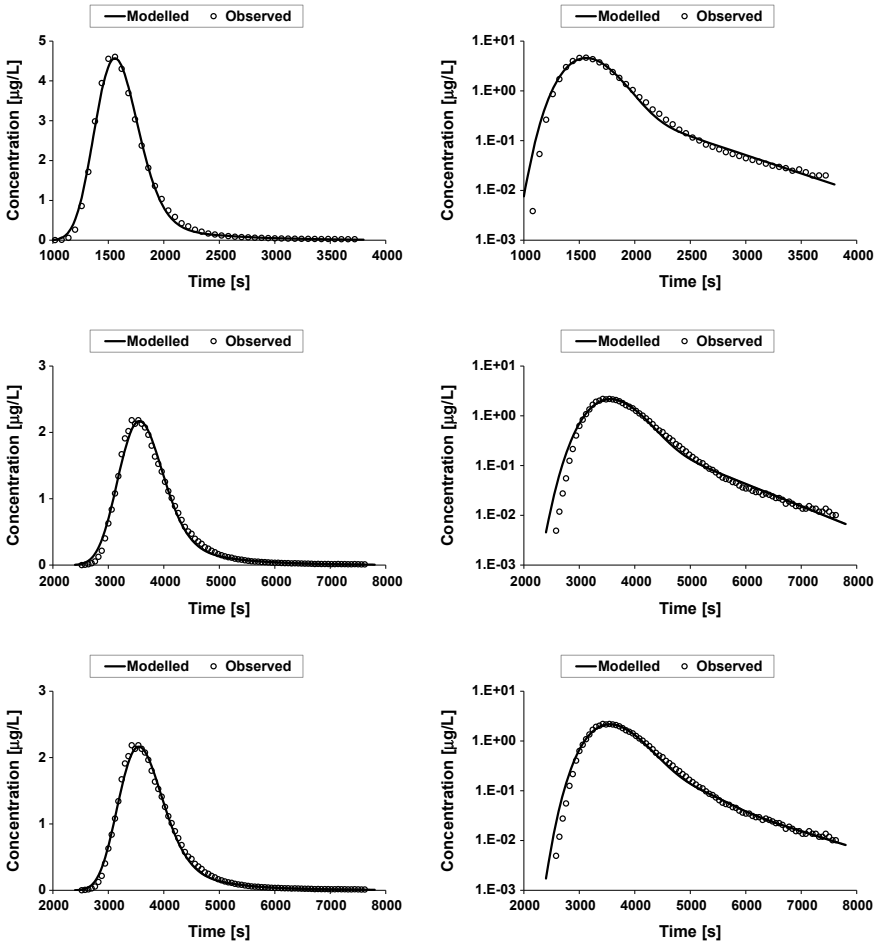 Modelled Observed
Concentration [µg/L]
5
4
3
2
1
0
1000 2000 3000 4000
Time [s]
Modelled Observed
Concentration [µg/L]
1.E+01
1.E+00
1.E-01
1.E-02
1.E-03
1000 1500 2000 2500 3000 3500 4000
Time [s]
Modelled Observed
Concentration [µg/L]
3
2
1
0
2000 3000 4000 5000 6000 7000 8000
Time [s]
Modelled Observed
Concentration [µg/L]
1.E+01
1.E+00
1.E-01
1.E-02
1.E-03
2000 3000 4000 5000 6000 7000 8000
Time [s]
Modelled Observed
Concentration [µg/L]
3
2
1
0
2000 3000 4000 5000 6000 7000 8000
Time [s]
Modelled Observed
Concentration [µg/L]
1.E+01
1.E+00
1.E-01
1.E-02
1.E-03
2000 3000 4000 5000 6000 7000 8000
Time [s]